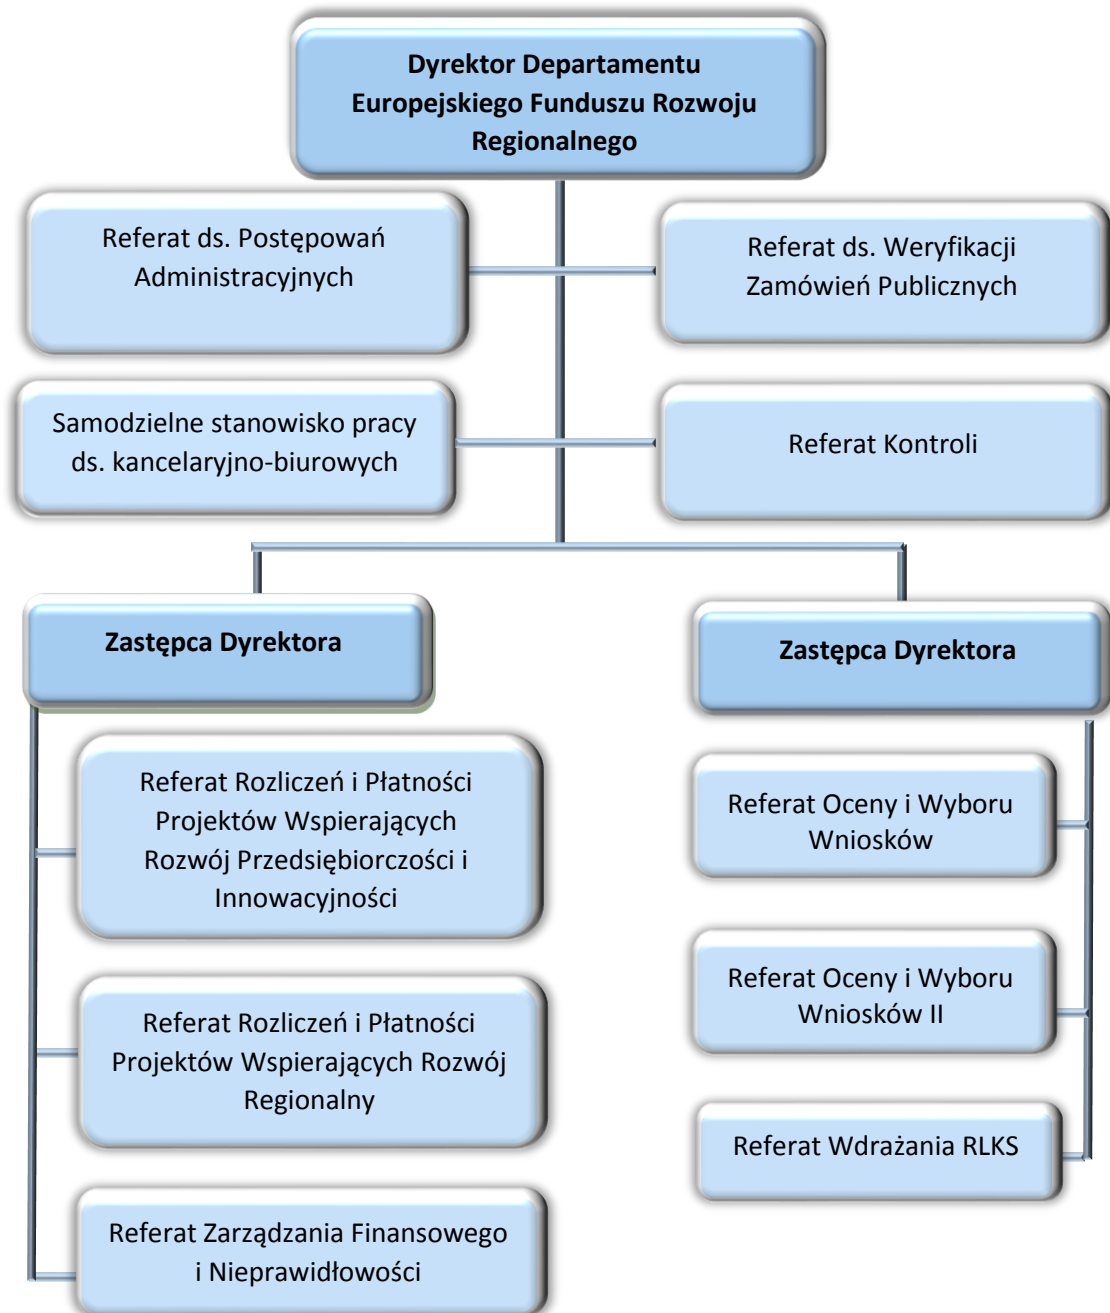 Dyrektor Departamentu
Europejskiego Funduszu Rozwoju
Regionalnego
Referat ds. Postępowań
Administracyjnych
Referat ds. Weryfikacji
Zamówień Publicznych
Samodzielne stanowisko pracy
ds. kancelaryjno-biurowych
Referat Kontroli
Zastępca Dyrektora
Referat Rozliczeń i Płatności
Projektów Wspierających
Rozwój Przedsiębiorczości i
Innowacyjności
Referat Rozliczeń i Płatności
Projektów Wspierających Rozwój
Regionalny
Referat Zarządzania Finansowego
i Nieprawidłowości
Zastępca Dyrektora
Referat Oceny i Wyboru
Wniosków
Referat Oceny i Wyboru
Wniosków II
Referat Wdrażania RLKS